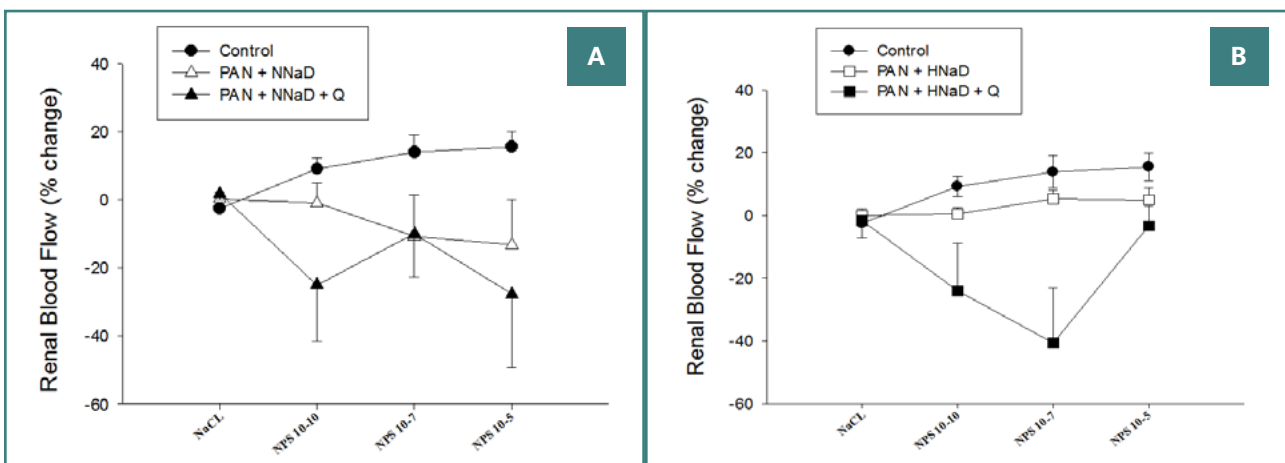 A
Control
PAN + NNaD
PAN + NNaD + Q
Renal Blood Flow (% change)
40
20
0
-20
-40
-60
NaCL
NPS 10-10
NPS 10-7
NPS 10-5
B
Control
PAN + HNaD
PAN + HNaD + Q
Renal Blood Flow (% change)
40
20
0
-20
-40
-60
NaCL
NPS 10-10
NPS 10-7
NPS 10-5